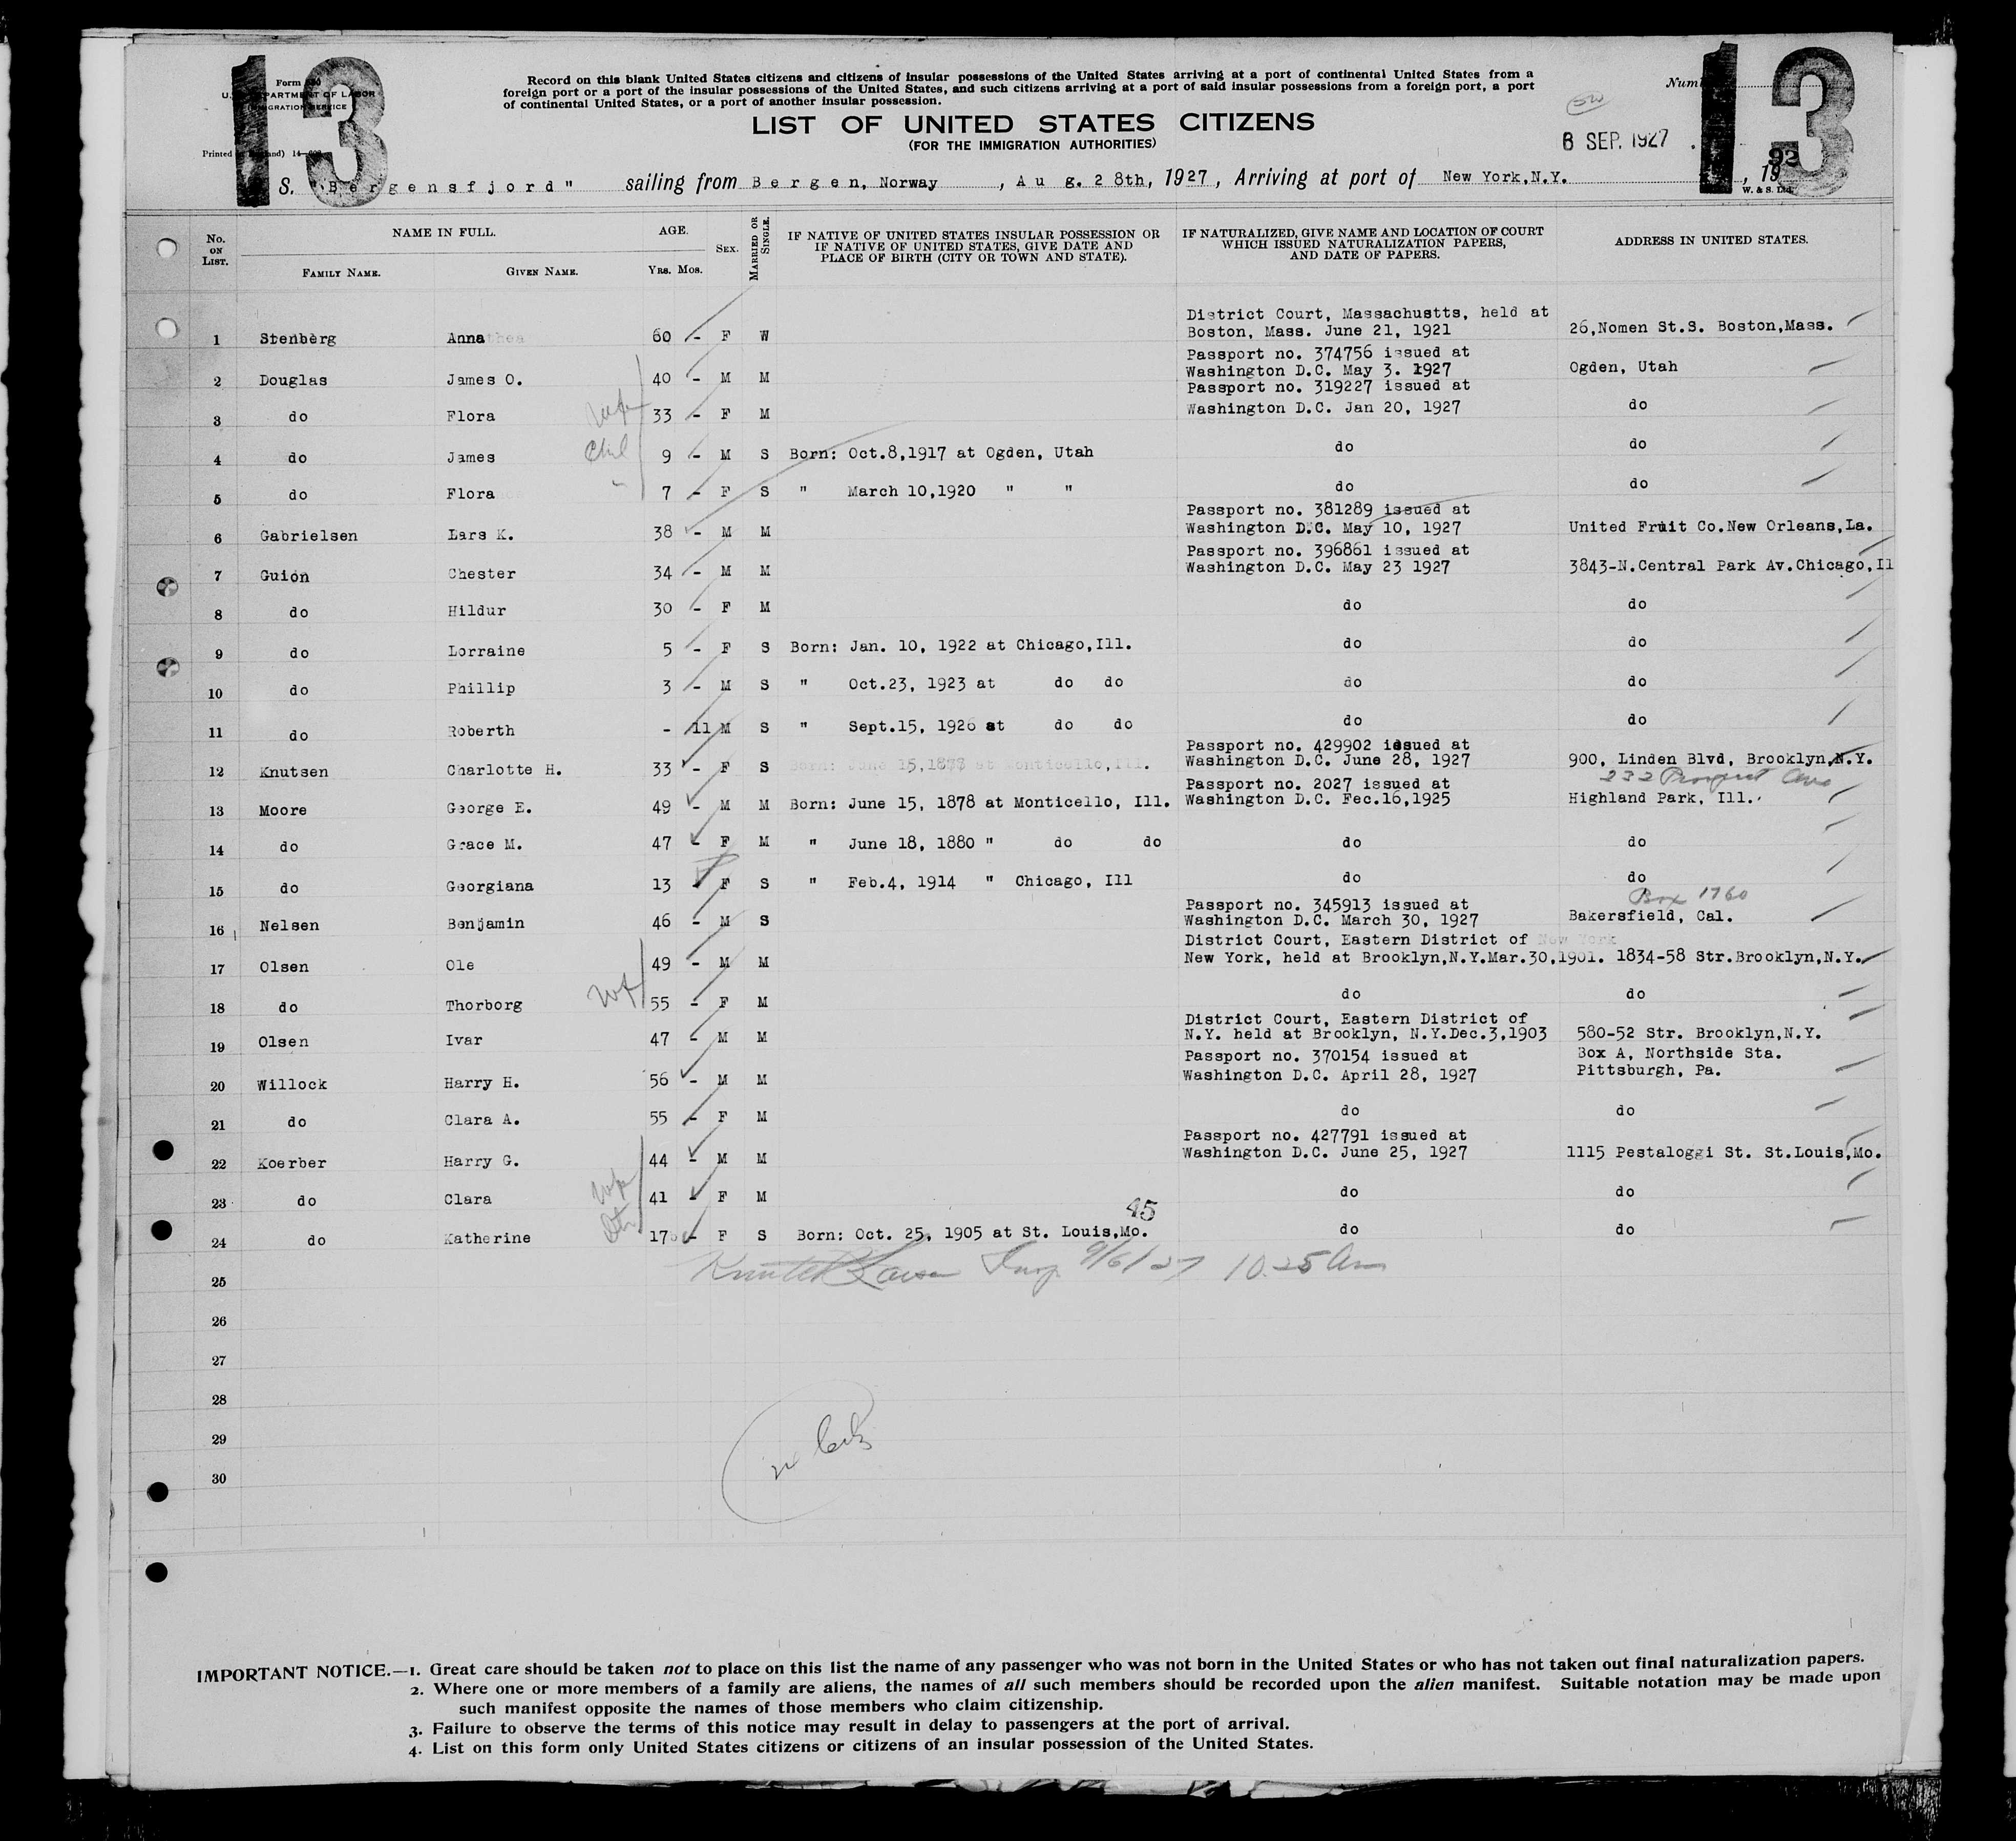 13
13
Form 630
U.S. DEPARTMENT OF LABOR
IMMIGRATION SERVICE
Record on this blank United States citizens and citizens of insular possessions of the United States arriving at a port of continental United States from a
foreign port or a port of the insular possessions of the United States, and such citizens arriving at a port of said insular possessions from a foreign port, a port
of continental United States, or a port of another insular possession.
LIST OF UNITED STATES CITIZENS
(FOR THE IMMIGRATION AUTHORITIES)
6 SEP. 1927
S. "Bergensfjord" sailing from Bergen, Norway, Aug. 28th, 1927, Arriving at port of New York, N.Y., 19
W. & S. Ltd.
No. ON LIST. NAME IN FULL. AGE. SEX. MARRIED OR SINGLE. IF NATIVE OF UNITED STATES INSULAR POSSESSION OR IF NATIVE OF UNITED STATES, GIVE DATE AND PLACE OF BIRTH (CITY OR TOWN AND STATE). IF NATURALIZED, GIVE NAME AND LOCATION OF COURT WHICH ISSUED NATURALIZATION PAPERS, AND DATE OF PAPERS. ADDRESS IN UNITED STATES.
FAMILY NAME. GIVEN NAME. YRS. MOS.
1 Stenberg Anna 60 - F W District Court, Massachustts, held at Boston, Mass. June 21, 1921 26,Nomen St.S. Boston,Mass.
2 Douglas James O. 40 - M M Passport no. 374756 issued at Washington D.C. May 3. 1927 Ogden, Utah
3 do Flora 33 - F M Passport no. 319227 issued at Washington D.C. Jan 20, 1927 do
4 do James 9 - M S Born: Oct.8,1917 at Ogden, Utah do do
5 do Flora 7 - F S " March 10,1920 " " do do
6 Gabrielsen Lars K. 38 - M M Passport no. 381289 issued at Washington D.C. May 10, 1927 United Fruit Co.New Orleans,La.
7 Guion Chester 34 - M M Passport no. 396861 issued at Washington D.C. May 23 1927 3843-N.Central Park Av.Chicago,Il
8 do Hildur 30 - F M do do
9 do Lorraine 5 - F S Born: Jan. 10, 1922 at Chicago,Ill. do do
10 do Phillip 3 - M S " Oct.23, 1923 at do do do do
11 do Roberth - 11 M S " Sept.15, 1926 at do do do do
12 Knutsen Charlotte H. 33 - F S Passport no. 429902 issued at Washington D.C. June 28, 1927 900, Linden Blvd, Brooklyn,N.Y.
232 Prospect Ave
13 Moore George E. 49 - M M Born: June 15, 1878 at Monticello, Ill. Passport no. 2027 issued at Washington D.C. Fec.16,1925 Highland Park, Ill.
14 do Grace M. 47 - F M " June 18, 1880 " do do do do
15 do Georgiana 13 - F S " Feb.4, 1914 " Chicago, Ill do do
Box 1760
16 Nelsen Benjamin 46 - M S Passport no. 345913 issued at Washington D.C. March 30, 1927 Bakersfield, Cal.
17 Olsen Ole 49 - M M District Court, Eastern District of New York, held at Brooklyn,N.Y.Mar.30,1901. 1834-58 Str.Brooklyn,N.Y.
18 do Thorborg 55 - F M do do
19 Olsen Ivar 47 - M M District Court, Eastern District of N.Y. held at Brooklyn, N.Y.Dec.3,1903 580-52 Str. Brooklyn,N.Y.
20 Willock Harry H. 56 - M M Passport no. 370154 issued at Washington D.C. April 28, 1927 Box A, Northside Sta. Pittsburgh, Pa.
21 do Clara A. 55 - F M do do
22 Koerber Harry G. 44 - M M Passport no. 427791 issued at Washington D.C. June 25, 1927 1115 Pestaloggi St. St.Louis,Mo.
23 do Clara 41 - F M do do
45
24 do Katherine 17 - F S Born: Oct. 25, 1905 at St. Louis,Mo. do do
25 Insp 9/6/27 10.25 Am
26
27
28
29
30
IMPORTANT NOTICE.—1. Great care should be taken not to place on this list the name of any passenger who was not born in the United States or who has not taken out final naturalization papers.
2. Where one or more members of a family are aliens, the names of all such members should be recorded upon the alien manifest. Suitable notation may be made upon
such manifest opposite the names of those members who claim citizenship.
3. Failure to observe the terms of this notice may result in delay to passengers at the port of arrival.
4. List on this form only United States citizens or citizens of an insular possession of the United States.